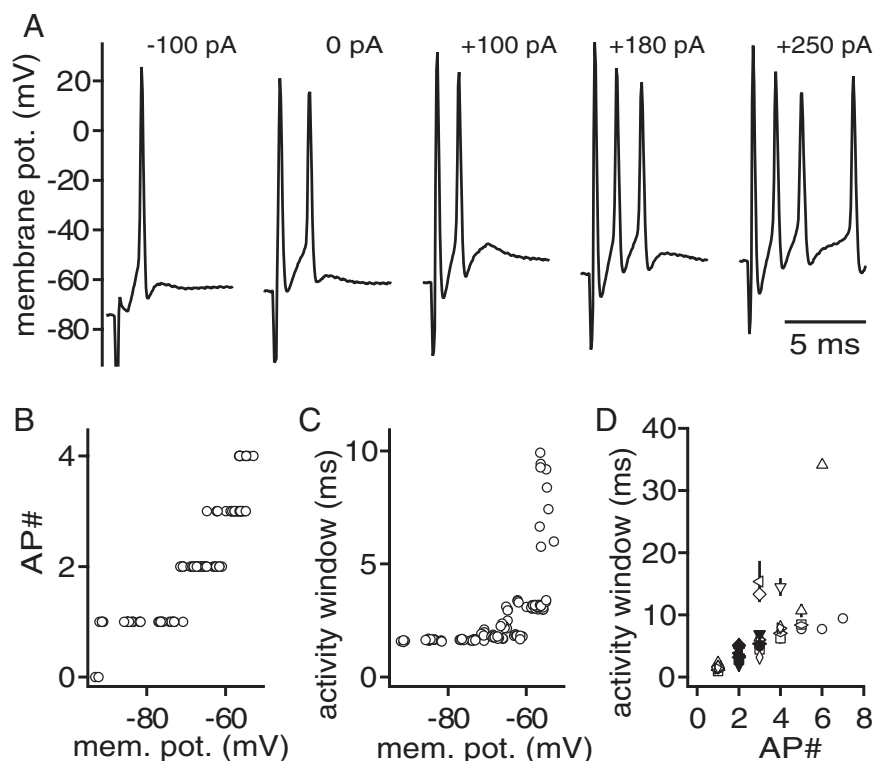 A
-100 pA
0 pA
+100 pA
+180 pA
+250 pA
membrane pot. (mV)
20
0
-20
-40
-60
-80
5 ms
B
AP#
4
2
0
-80
-60
mem. pot. (mV)
C
activity window (ms)
10
5
0
-80
-60
mem. pot. (mV)
D
activity window (ms)
40
30
20
10
0
0
2
4
6
8
AP#